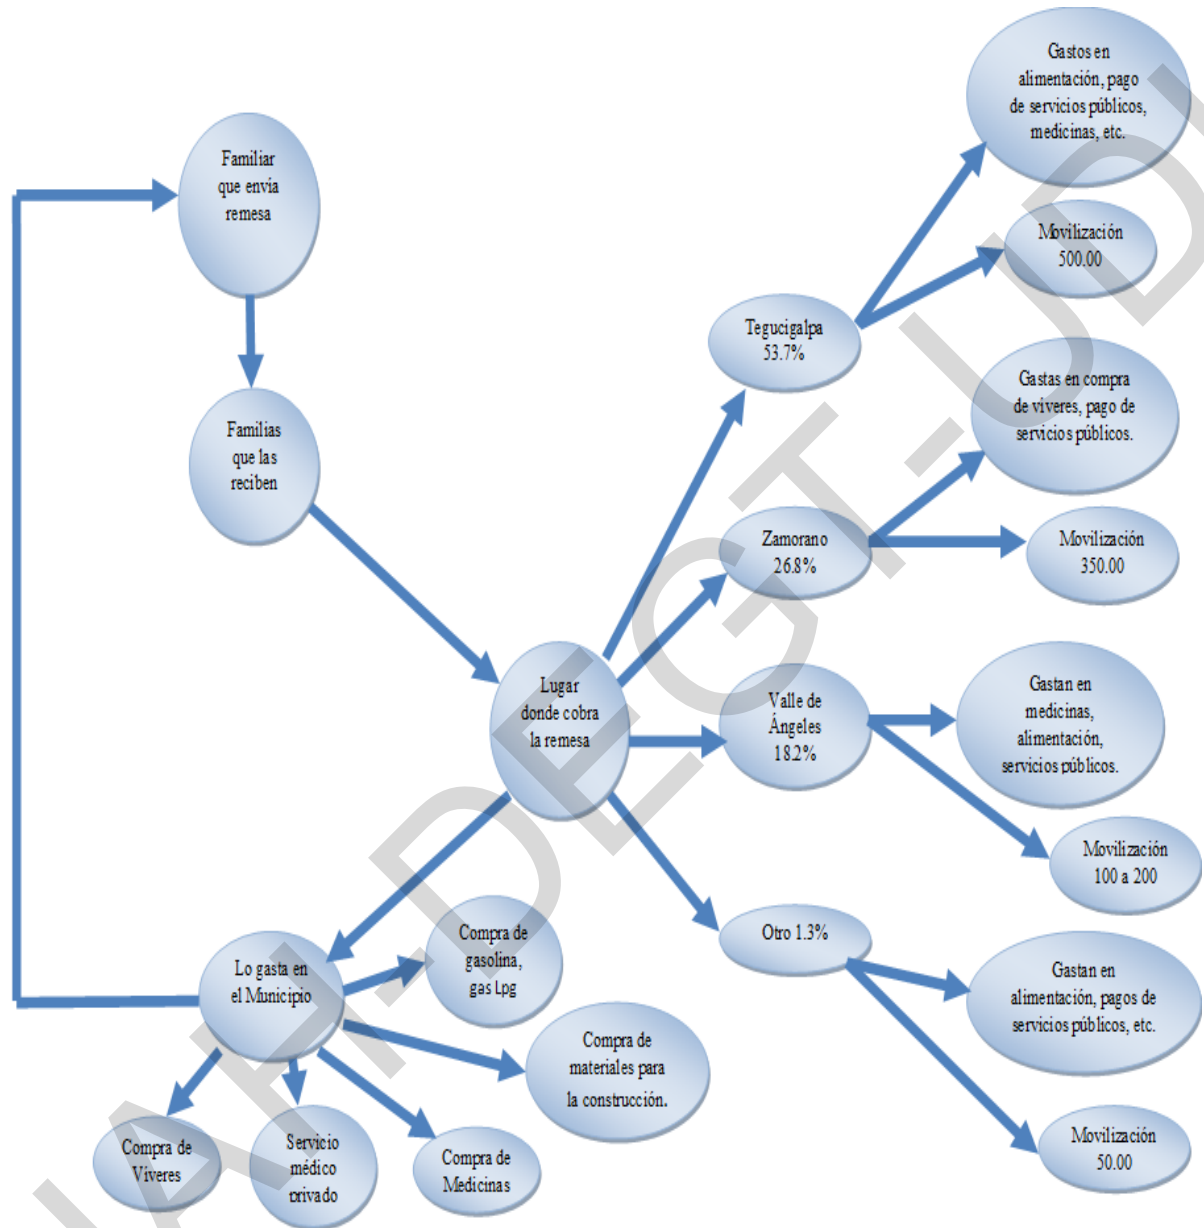 Familiar
que envía
remesa
Familias
que las
reciben
Lugar
donde cobra
la remesa
Tegucigalpa
53.7%
Gastos en
alimentación, pago
de servicios públicos,
medicinas, etc.
Movilización
500.00
Zamorano
26.8%
Gastas en compra
de víveres, pago de
servicios públicos.
Movilización
350.00
Valle de
Ángeles
18.2%
Gastan en
medicinas,
alimentación,
servicios públicos.
Movilización
100 a 200
Otro 1.3%
Gastan en
alimentación, pagos de
servicios públicos, etc.
Movilización
50.00
Lo gasta en
el Municipio
Compra de
gasolina,
gas Lpg
Compra de
materiales para
la construcción.
Compra de
Medicinas
Servicio
médico
privado
Compra de
Víveres